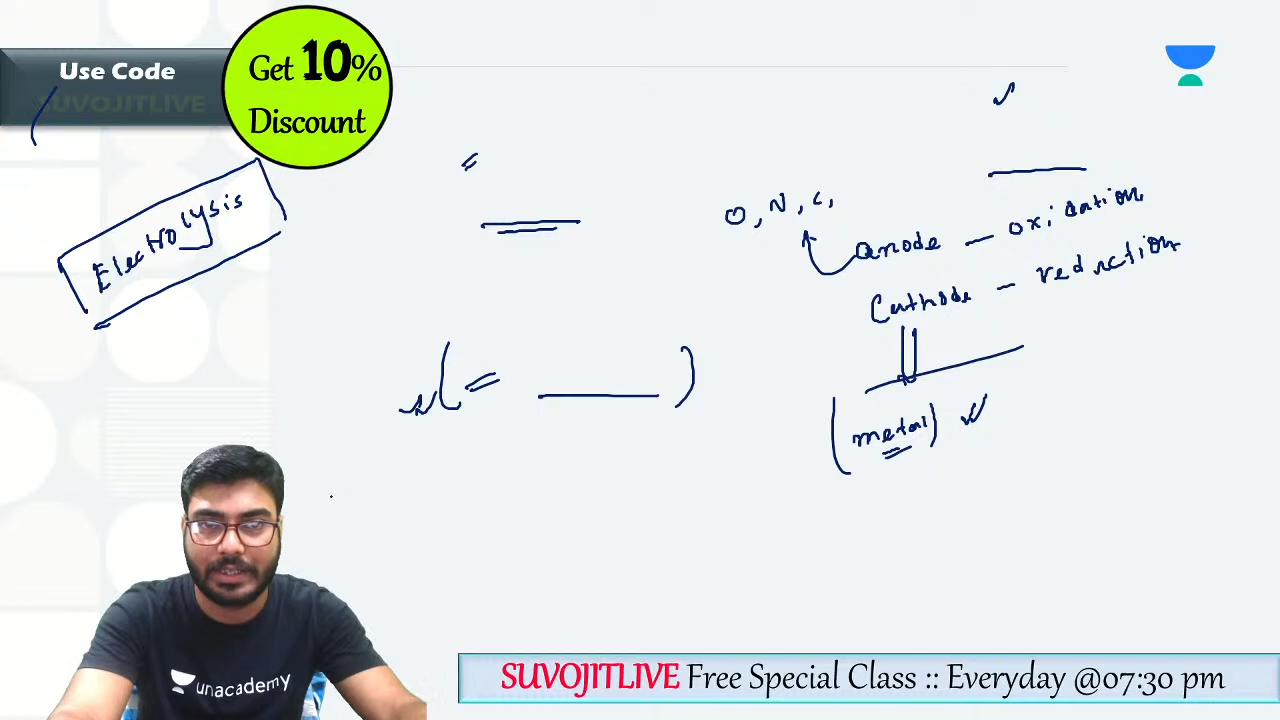 Use Code
SUVOJITLIVE
Get 10%
Discount
Electrolysis
O, N, C,
anode — oxidation
Cathode — reduction
(metal)
unacademy
SUVOJITLIVE Free Special Class :: Everyday @07:30 pm